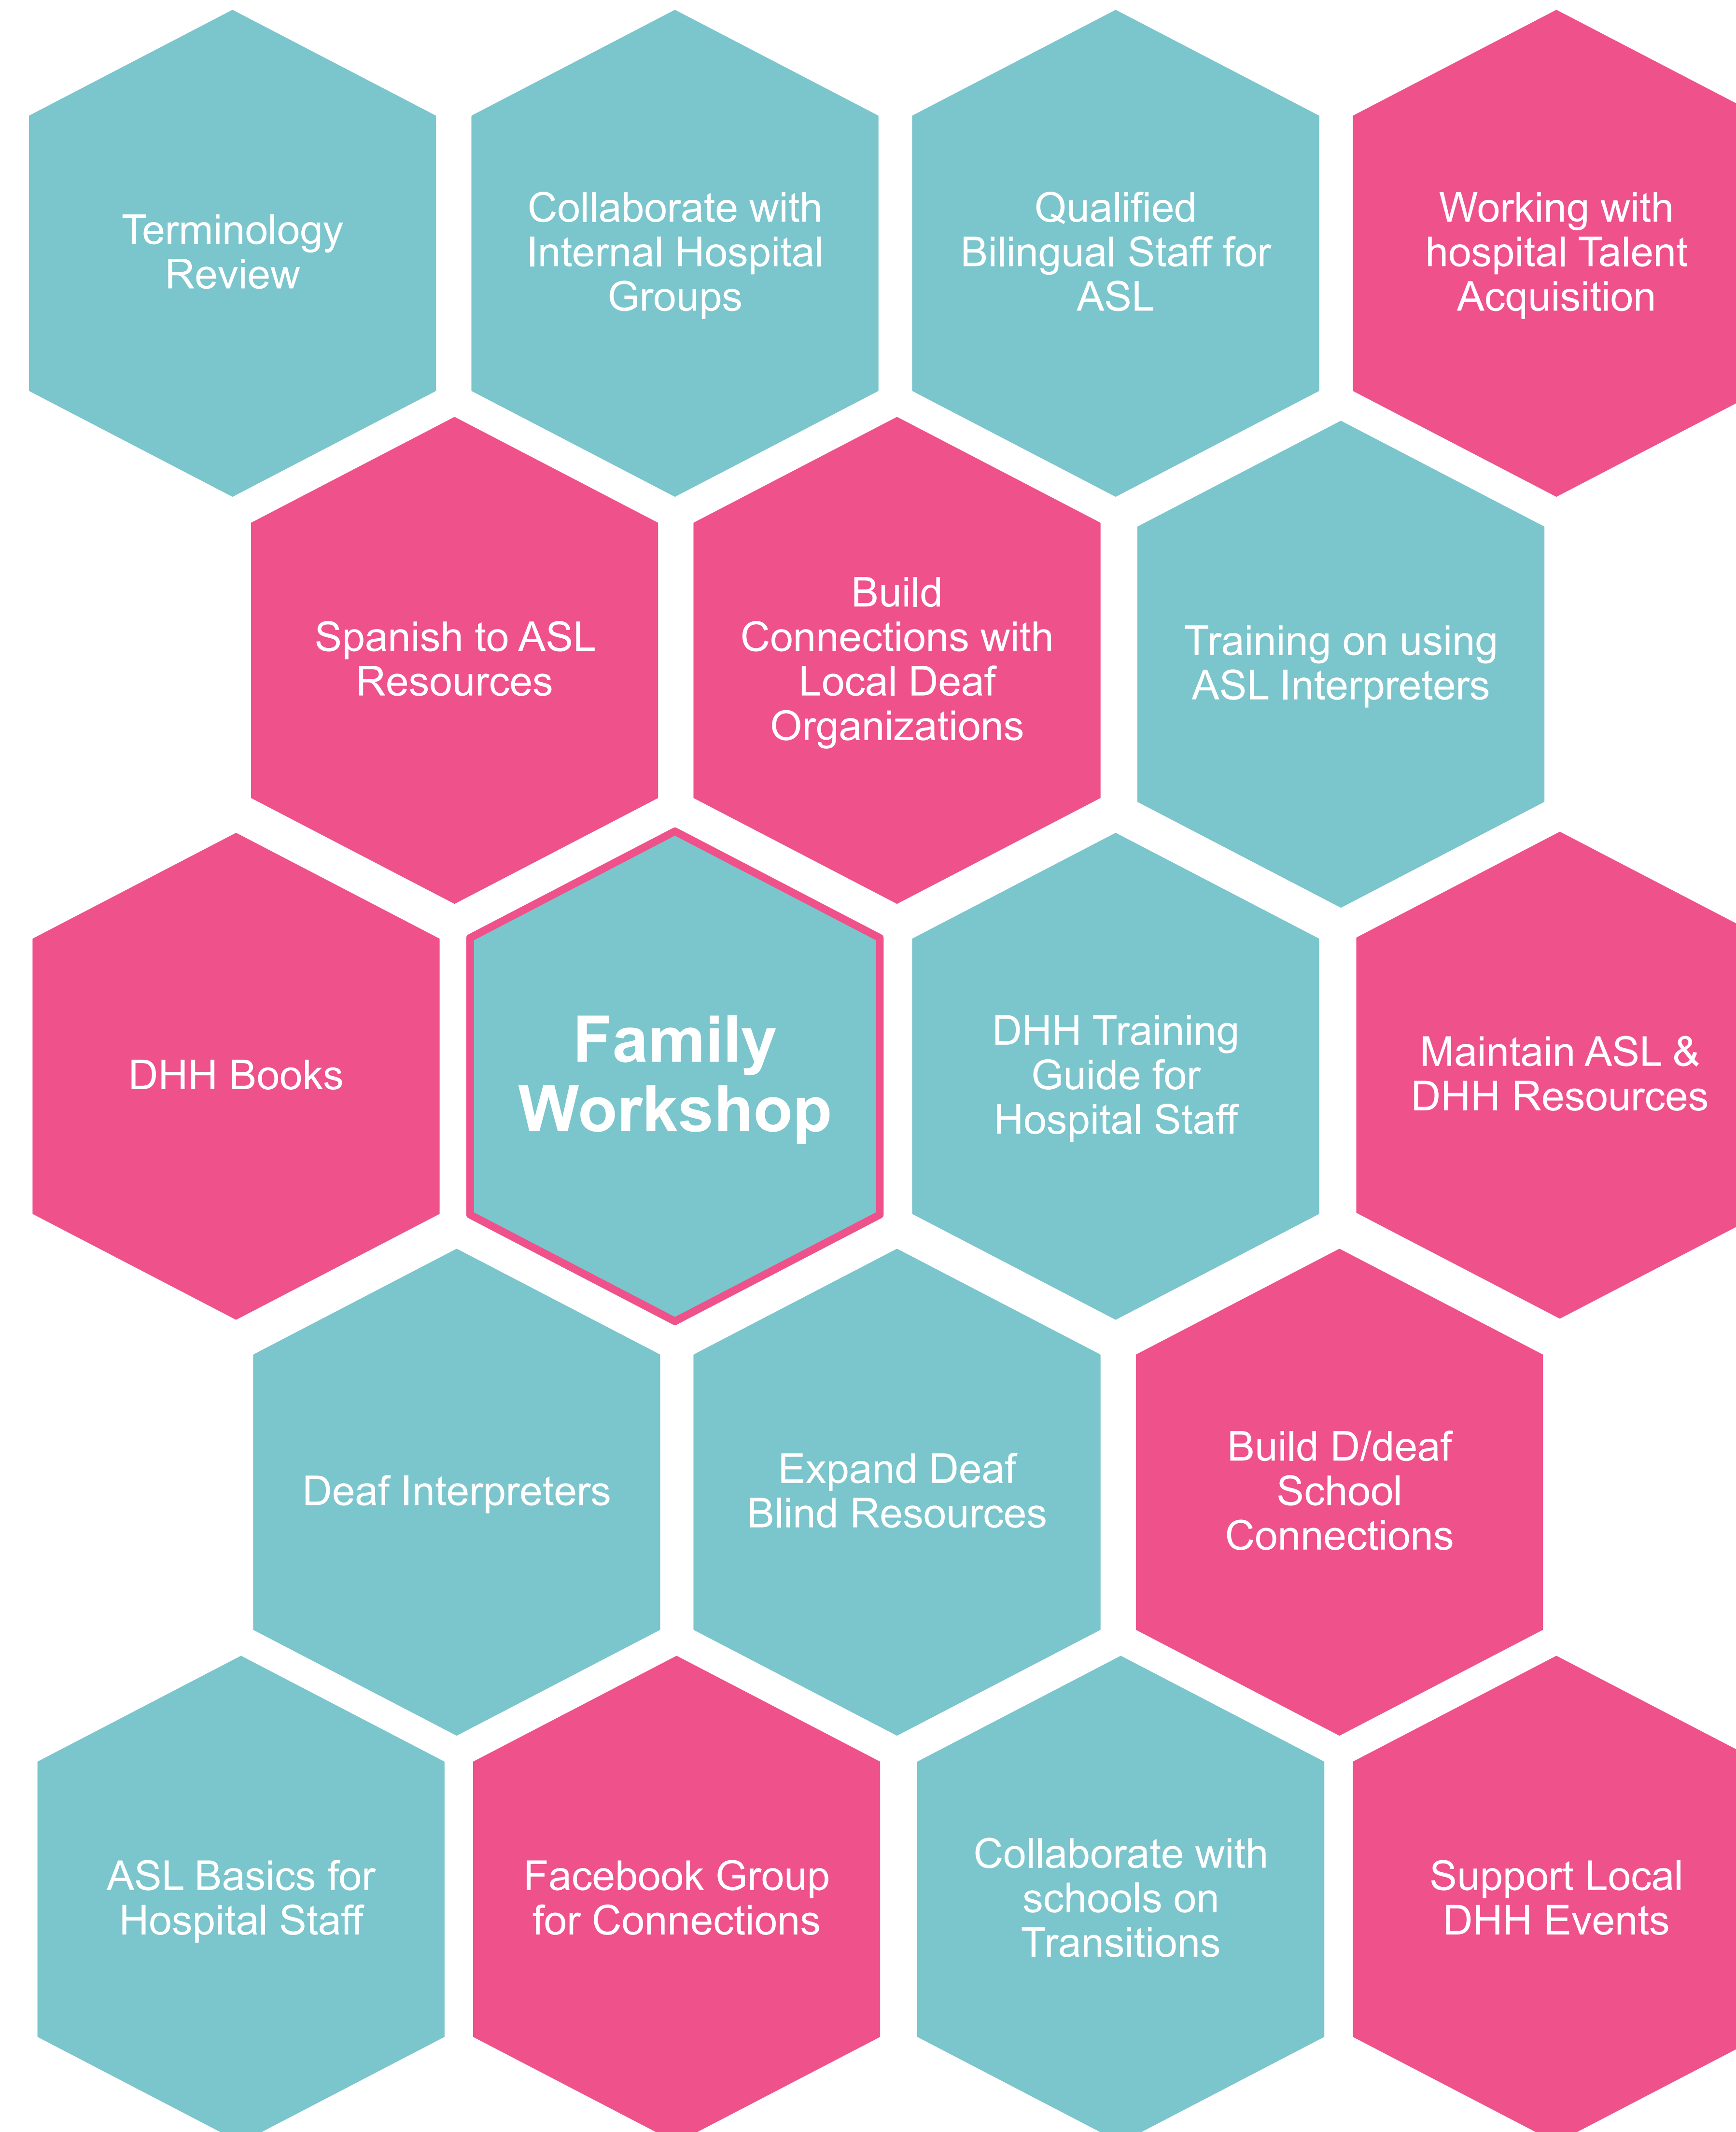 Terminology
Review
Collaborate with
Internal Hospital
Groups
Qualified
Bilingual Staff for
ASL
Working with
hospital Talent
Acquisition
Spanish to ASL
Resources
Build
Connections with
Local Deaf
Organizations
Training on using
ASL Interpreters
DHH Books
Family
Workshop
DHH Training
Guide for
Hospital Staff
Maintain ASL &
DHH Resources
Deaf Interpreters
Expand Deaf
Blind Resources
Build D/deaf
School
Connections
ASL Basics for
Hospital Staff
Facebook Group
for Connections
Collaborate with
schools on
Transitions
Support Local
DHH Events